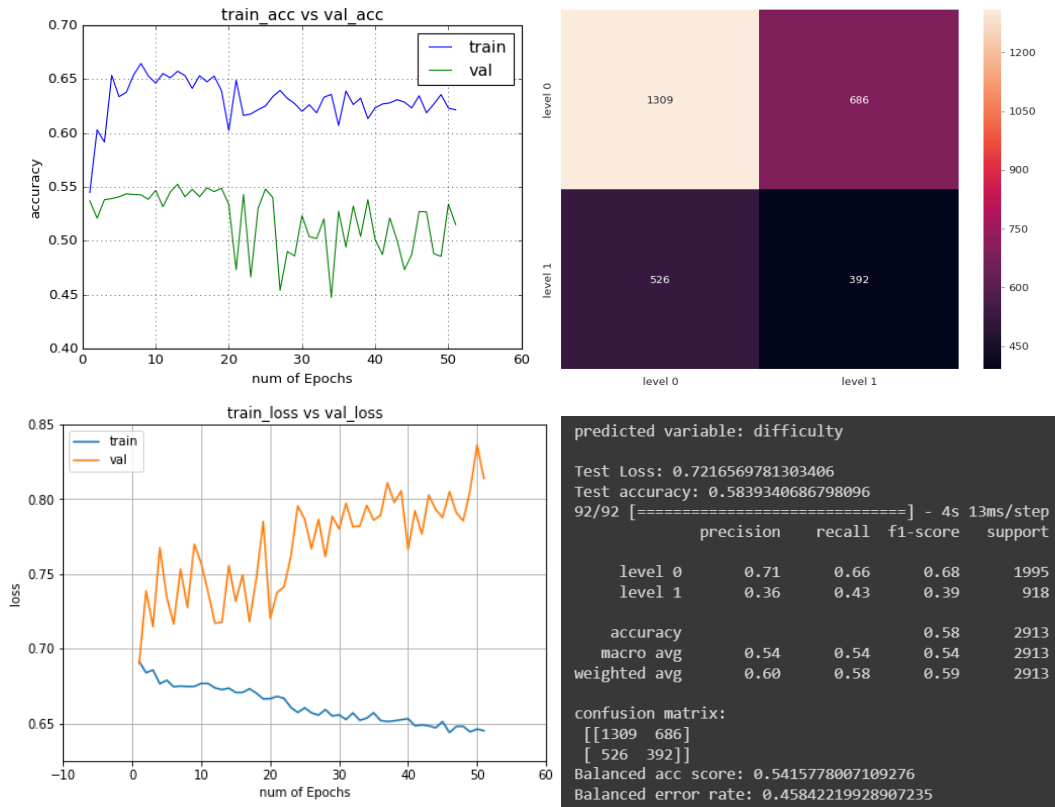 train_acc vs val_acc
0.70
0.65
0.60
0.55
0.50
0.45
0.40
accuracy
train
val
0 10 20 30 40 50 60
num of Epochs
level 0
level 1
1309 686
526 392
level 0 level 1
1200
1050
900
750
600
450
train_loss vs val_loss
0.85
0.80
0.75
0.70
0.65
loss
train
val
−10 0 10 20 30 40 50 60
num of Epochs
predicted variable: difficulty
Test Loss: 0.7216569781303406
Test accuracy: 0.5839340686798096
92/92 [==============================] - 4s 13ms/step
precision recall f1-score support
level 0 0.71 0.66 0.68 1995
level 1 0.36 0.43 0.39 918
accuracy 0.58 2913
macro avg 0.54 0.54 0.54 2913
weighted avg 0.60 0.58 0.59 2913
confusion matrix:
[[1309 686]
[ 526 392]]
Balanced acc score: 0.5415778007109276
Balanced error rate: 0.45842219928907235